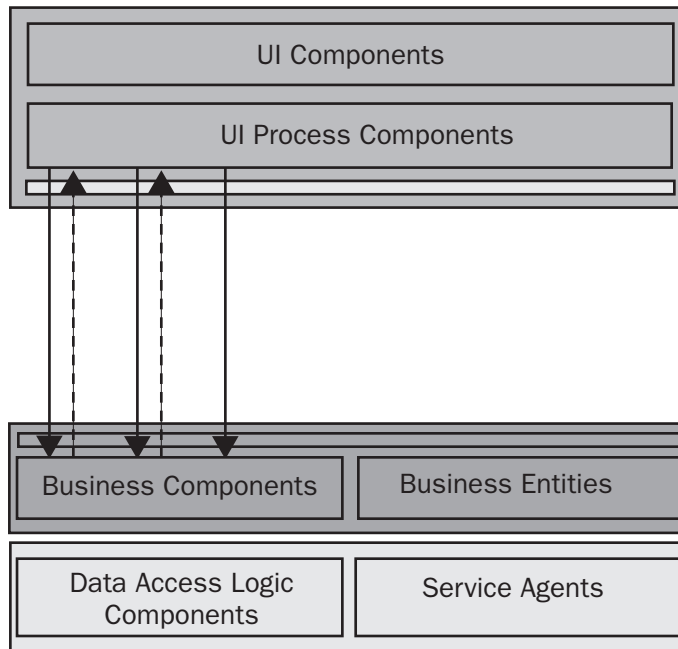 UI Components
UI Process Components
Business Components
Business Entities
Data Access Logic
Components
Service Agents